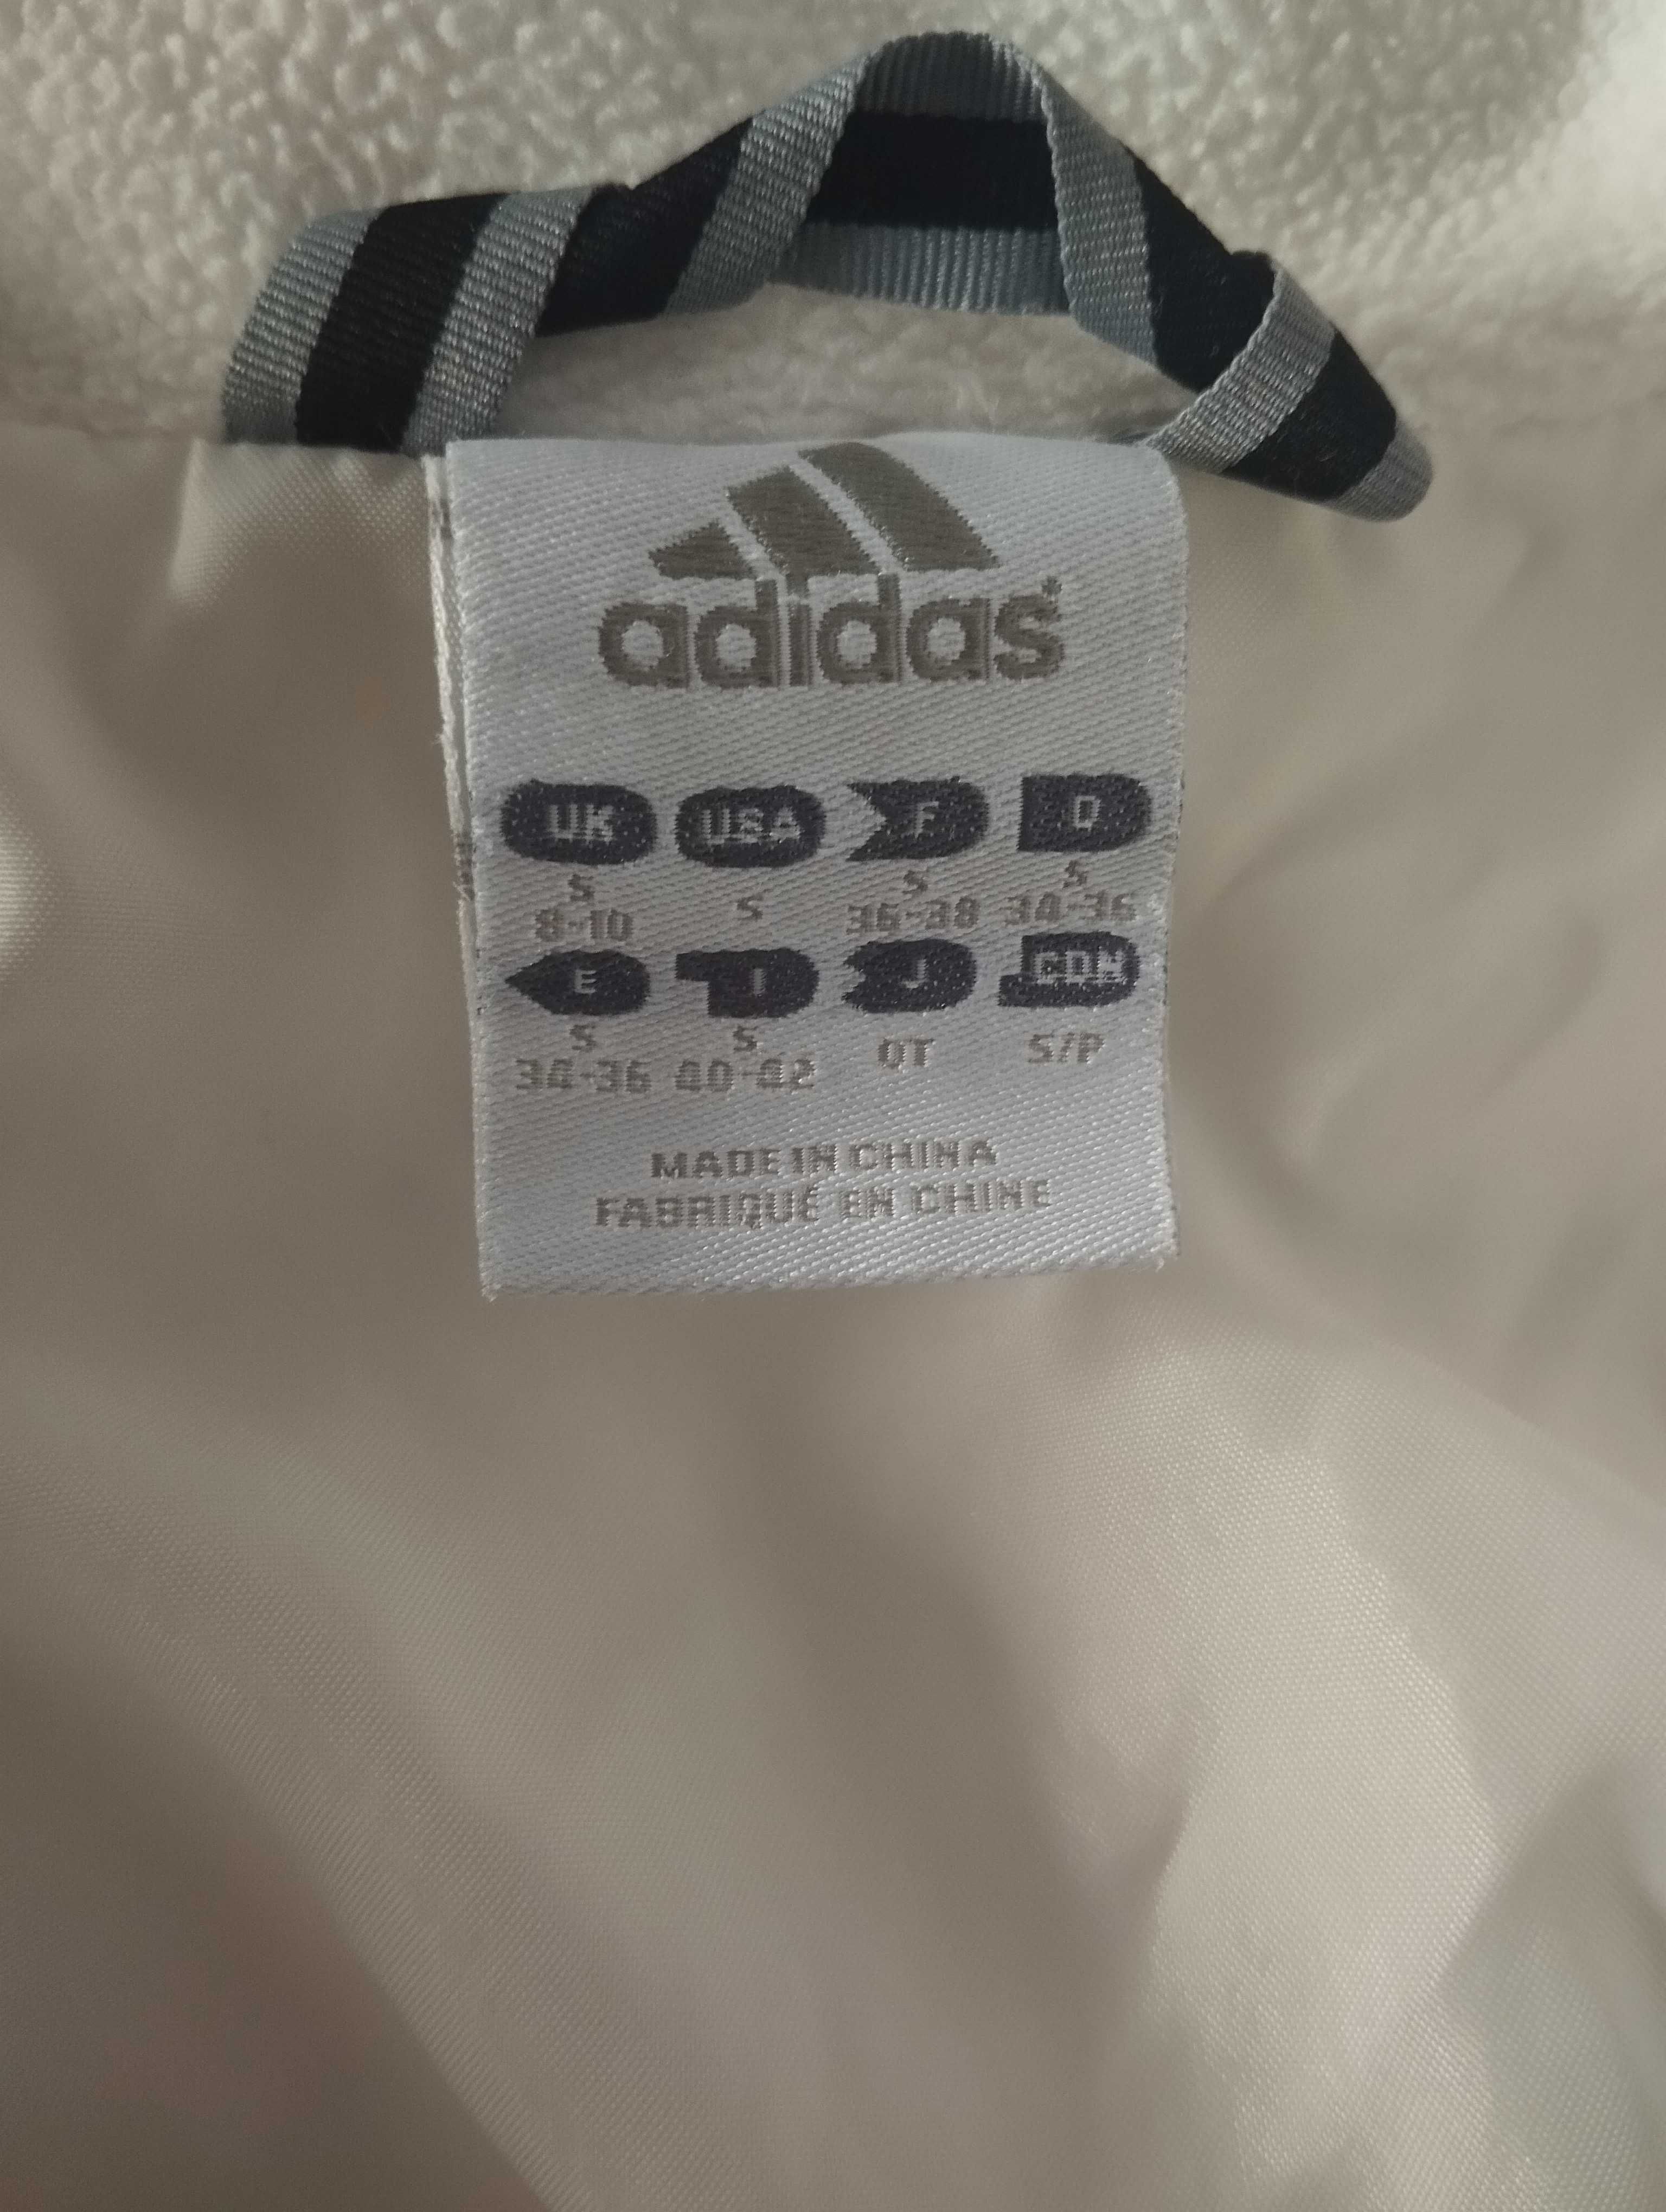 adidas
UK USA F D
S S S S
8-10 36-38 34-36
E I J CDN
S S OT S/P
34-36 40-42
MADE IN CHINA
FABRIQUÉ EN CHINE